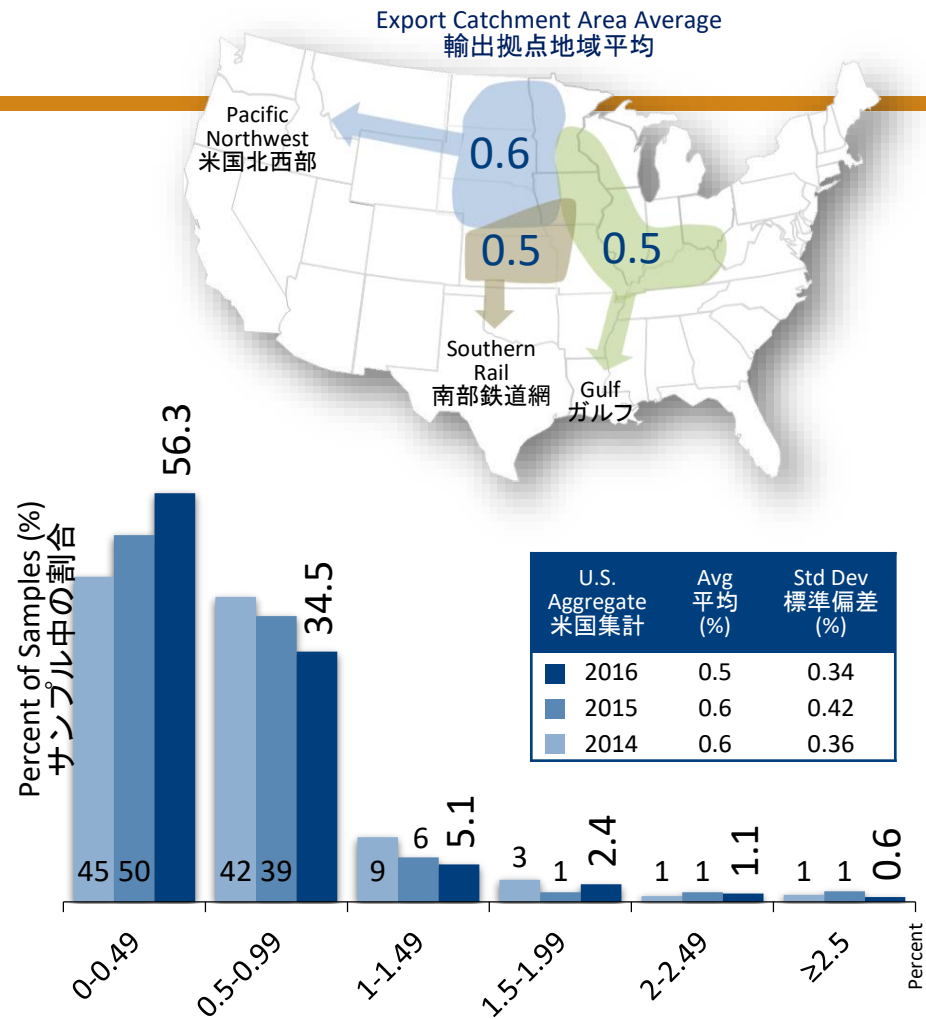 Export Catchment Area Average
輸出拠点地域平均
Pacific
Northwest
米国北西部
0.6
0.5
0.5
Southern
Rail
南部鉄道網
Gulf
ガルフ
Percent of Samples (%)
サンプル中の割合
45
50
56.3
42
39
34.5
9
6
5.1
3
1
2.4
1
1
1.1
1
1
0.6
0-0.49
0.5-0.99
1-1.49
1.5-1.99
2-2.49
≥2.5
Percent
U.S.
Aggregate
米国集計
Avg
平均
(%)
Std Dev
標準偏差
(%)
2016 0.5 0.34
2015 0.6 0.42
2014 0.6 0.36